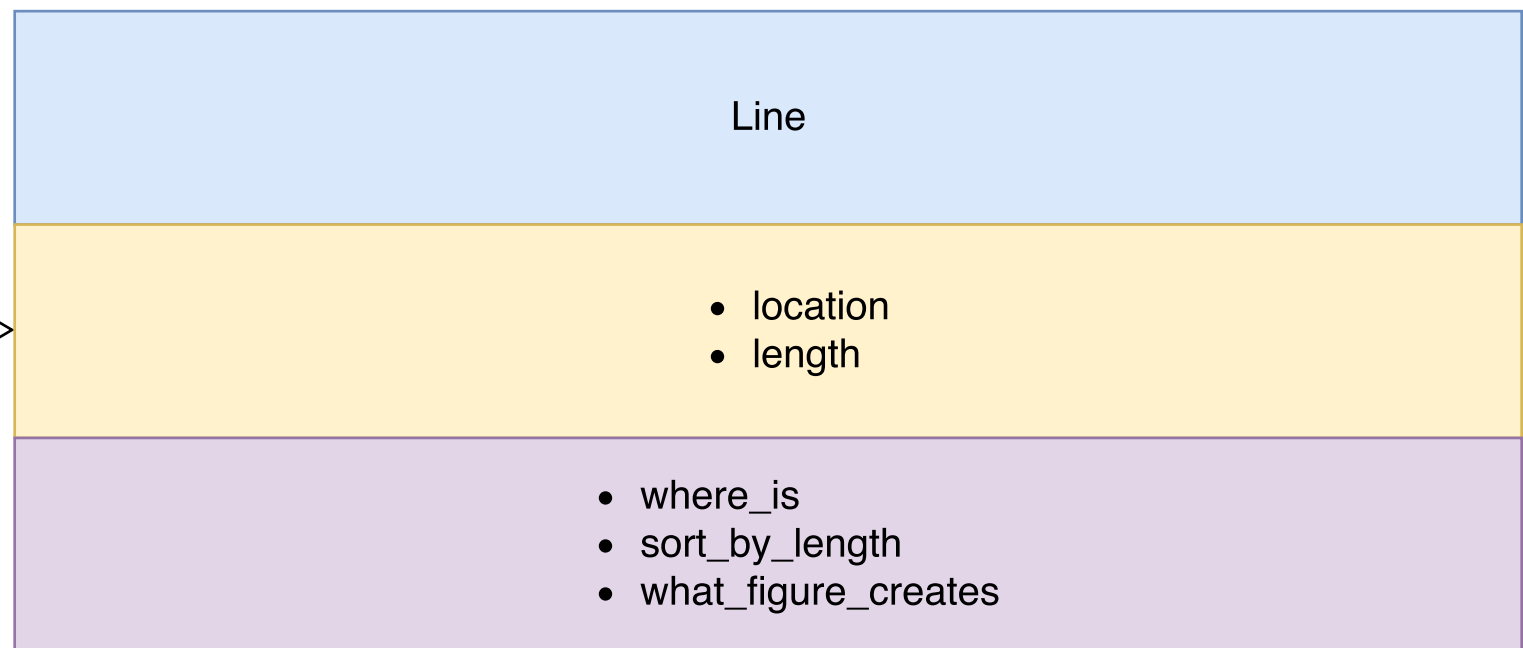 Line
• location
• length
• where_is
• sort_by_length
• what_figure_creates